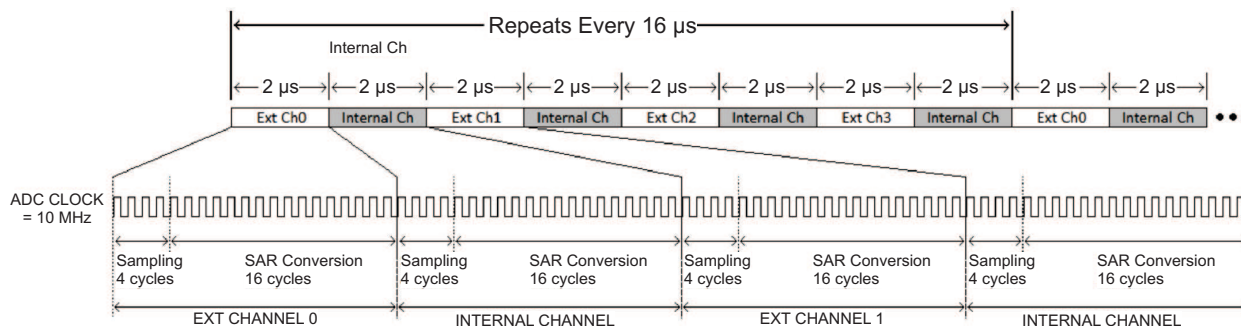 Repeats Every 16 µs
Internal Ch
2 µs 2 µs 2 µs 2 µs 2 µs 2 µs 2 µs 2 µs 2 µs 2 µs
Ext Ch0 Internal Ch Ext Ch1 Internal Ch Ext Ch2 Internal Ch Ext Ch3 Internal Ch Ext Ch0 Internal Ch
ADC CLOCK
= 10 MHz
Sampling SAR Conversion Sampling SAR Conversion Sampling SAR Conversion Sampling SAR Conversion
4 cycles 16 cycles 4 cycles 16 cycles 4 cycles 16 cycles 4 cycles 16 cycles
EXT CHANNEL 0 INTERNAL CHANNEL EXT CHANNEL 1 INTERNAL CHANNEL